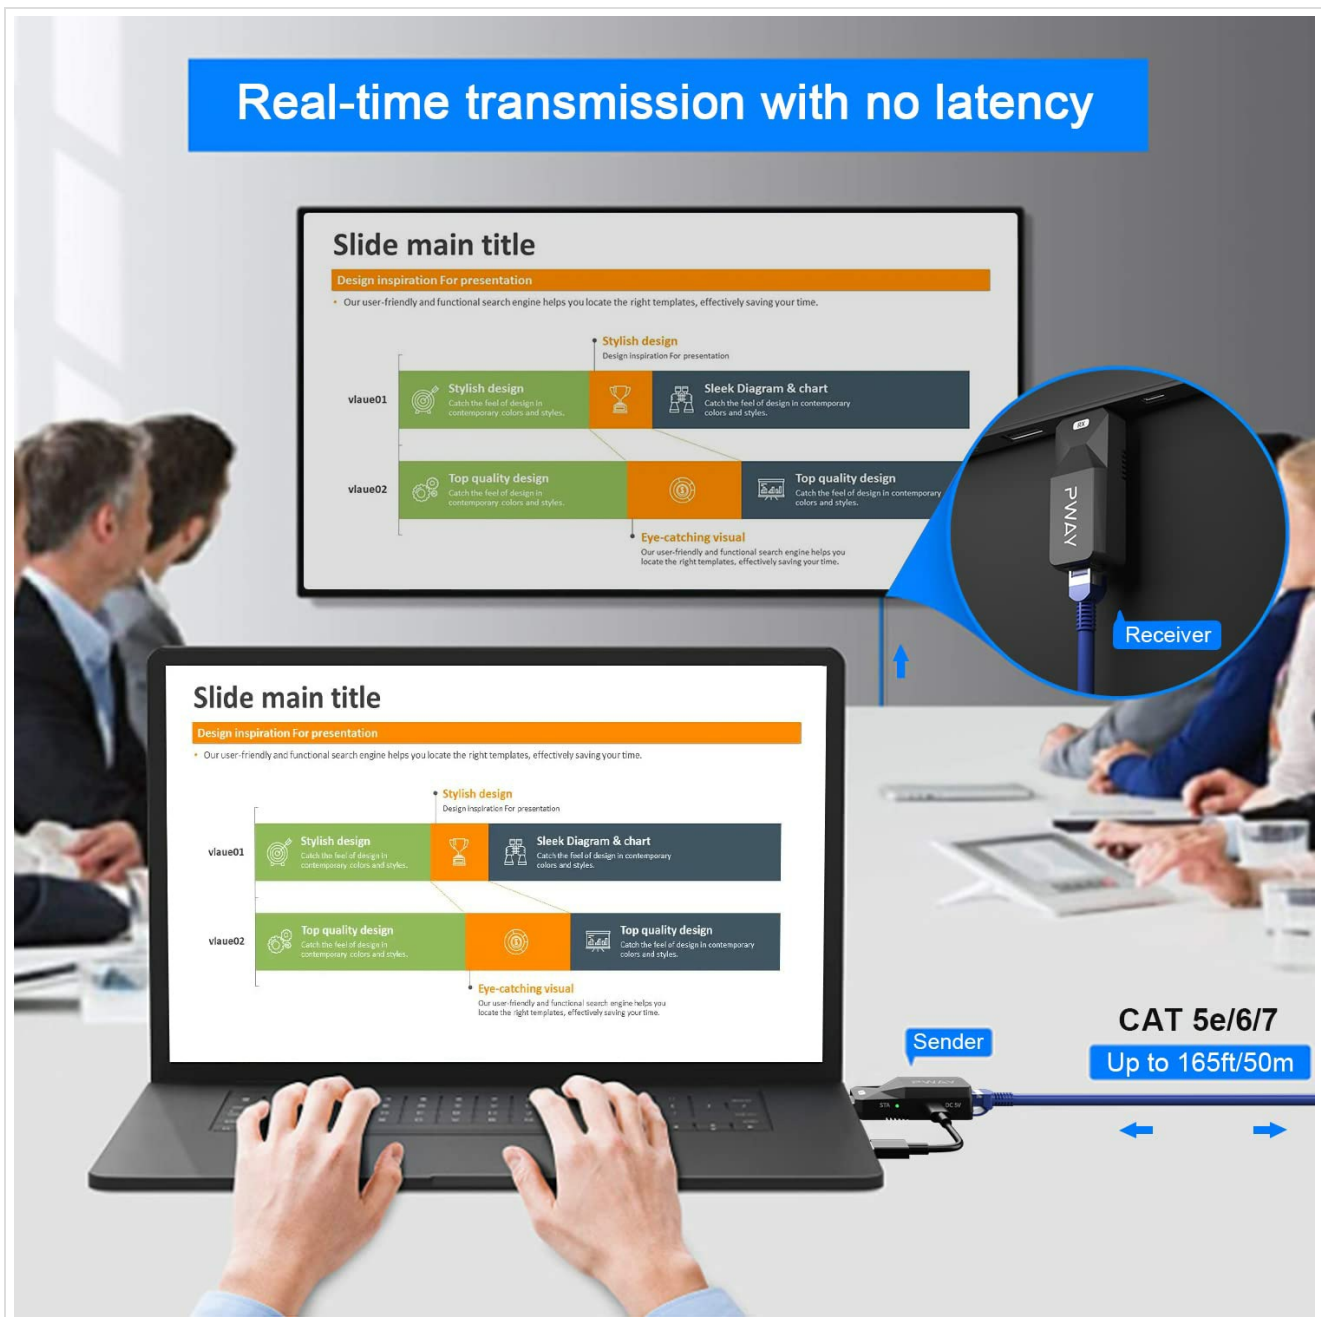 Real-time transmission with no latency
Slide main title
Design inspiration For presentation
• Our user-friendly and functional search engine helps you locate the right templates, effectively saving your time.
Stylish design
Design inspiration For presentation
vlaue01
Stylish design
Catch the feel of design in
contemporary colors and styles.
Sleek Diagram & chart
Catch the feel of design in contemporary
colors and styles.
vlaue02
Top quality design
Catch the feel of design in
contemporary colors and styles.
Top quality design
Catch the feel of design in contemporary
colors and styles.
Eye-catching visual
Our user-friendly and functional search engine helps you
locate the right templates, effectively saving your time.
PWAY
Receiver
Slide main title
Design inspiration For presentation
• Our user-friendly and functional search engine helps you locate the right templates, effectively saving your time.
Stylish design
Design inspiration For presentation
vlaue01
Stylish design
Catch the feel of design in
contemporary colors and styles.
Sleek Diagram & chart
Catch the feel of design in contemporary
colors and styles.
vlaue02
Top quality design
Catch the feel of design in
contemporary colors and styles.
Top quality design
Catch the feel of design in contemporary
colors and styles.
Eye-catching visual
Our user-friendly and functional search engine helps you
locate the right templates, effectively saving your time.
Sender
PWAY
STA
DC 5V
CAT 5e/6/7
Up to 165ft/50m